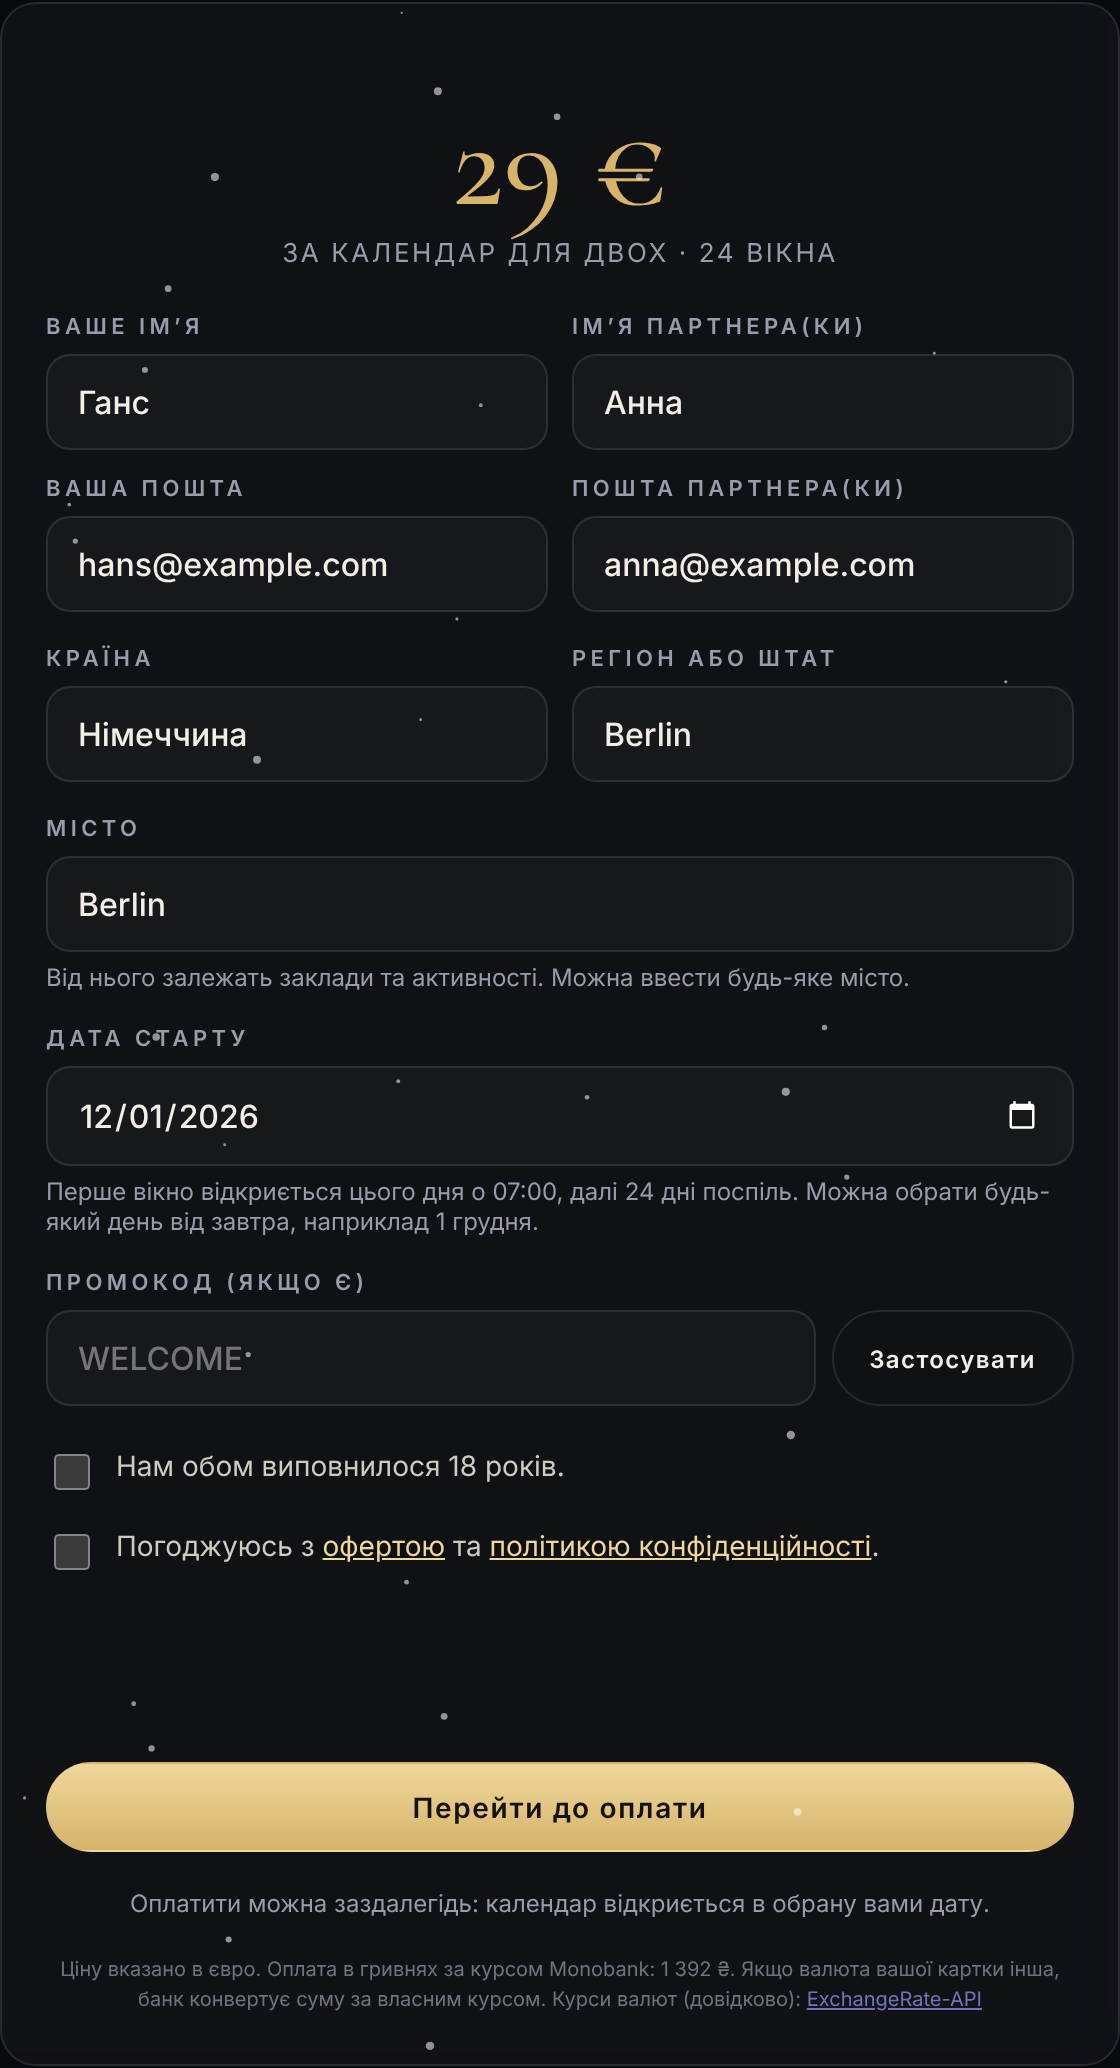 29 €
ЗА КАЛЕНДАР ДЛЯ ДВОХ · 24 ВІКНА
ВАШЕ ІМ’Я
ІМ’Я ПАРТНЕРА(КИ)
Ганс
Анна
ВАША ПОШТА
ПОШТА ПАРТНЕРА(КИ)
hans@example.com
anna@example.com
КРАЇНА
РЕГІОН АБО ШТАТ
Німеччина
Berlin
МІСТО
Berlin
Від нього залежать заклади та активності. Можна ввести будь-яке місто.
ДАТА СТАРТУ
12/01/2026
Перше вікно відкриється цього дня о 07:00, далі 24 дні поспіль. Можна обрати будь-
який день від завтра, наприклад 1 грудня.
ПРОМОКОД (ЯКЩО Є)
WELCOME
Застосувати
Нам обом виповнилося 18 років.
Погоджуюсь з офертою та політикою конфіденційності.
Перейти до оплати
Оплатити можна заздалегідь: календар відкриється в обрану вами дату.
Ціну вказано в євро. Оплата в гривнях за курсом Monobank: 1 392 ₴. Якщо валюта вашої картки інша,
банк конвертує суму за власним курсом. Курси валют (довідково): ExchangeRate-API